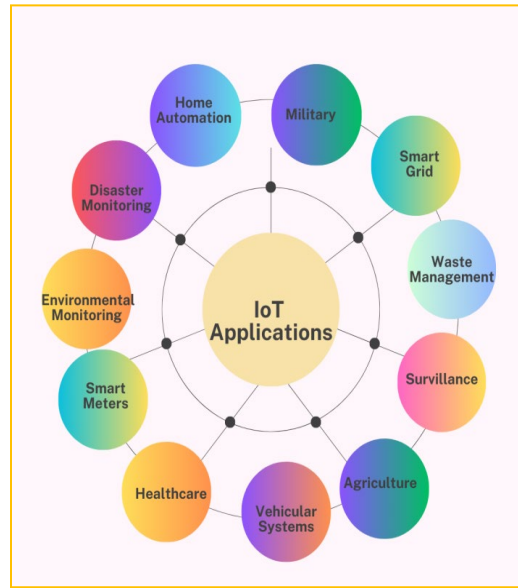 IoT
Applications
Home
Automation
Military
Smart
Grid
Waste
Management
Survillance
Agriculture
Vehicular
Systems
Healthcare
Smart
Meters
Environmental
Monitoring
Disaster
Monitoring